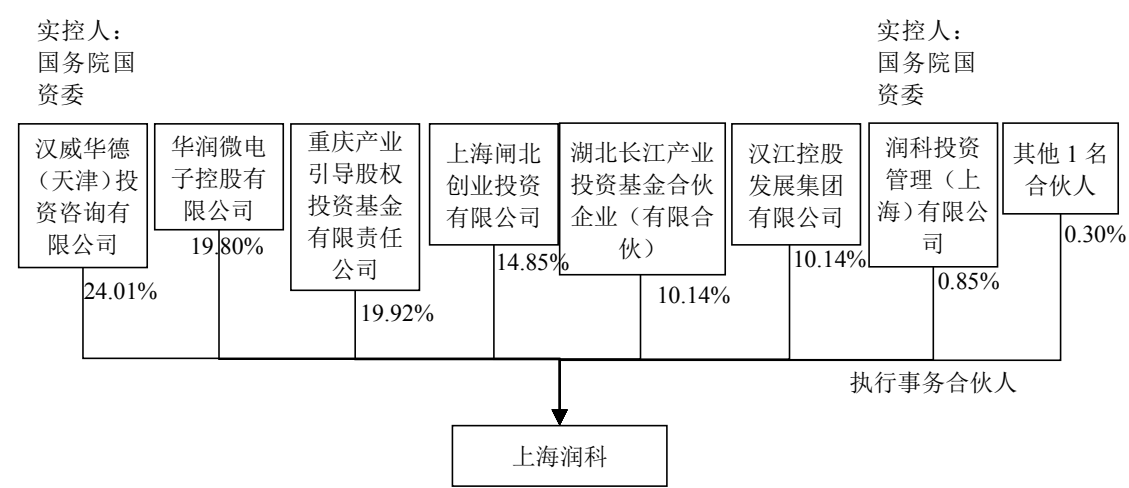 实控人：
国务院国
资委
实控人：
国务院国
资委
汉威华德
（天津）投
资咨询有
限公司
华润微电
子控股有
限公司
重庆产业
引导股权
投资基金
有限责任
公司
上海闸北
创业投资
有限公司
湖北长江产业
投资基金合伙
企业（有限合
伙）
汉江控股
发展集团
有限公司
润科投资
管理（上
海）有限公
司
其他 1 名
合伙人
24.01%
19.80%
19.92%
14.85%
10.14%
10.14%
0.85%
0.30%
执行事务合伙人
上海润科